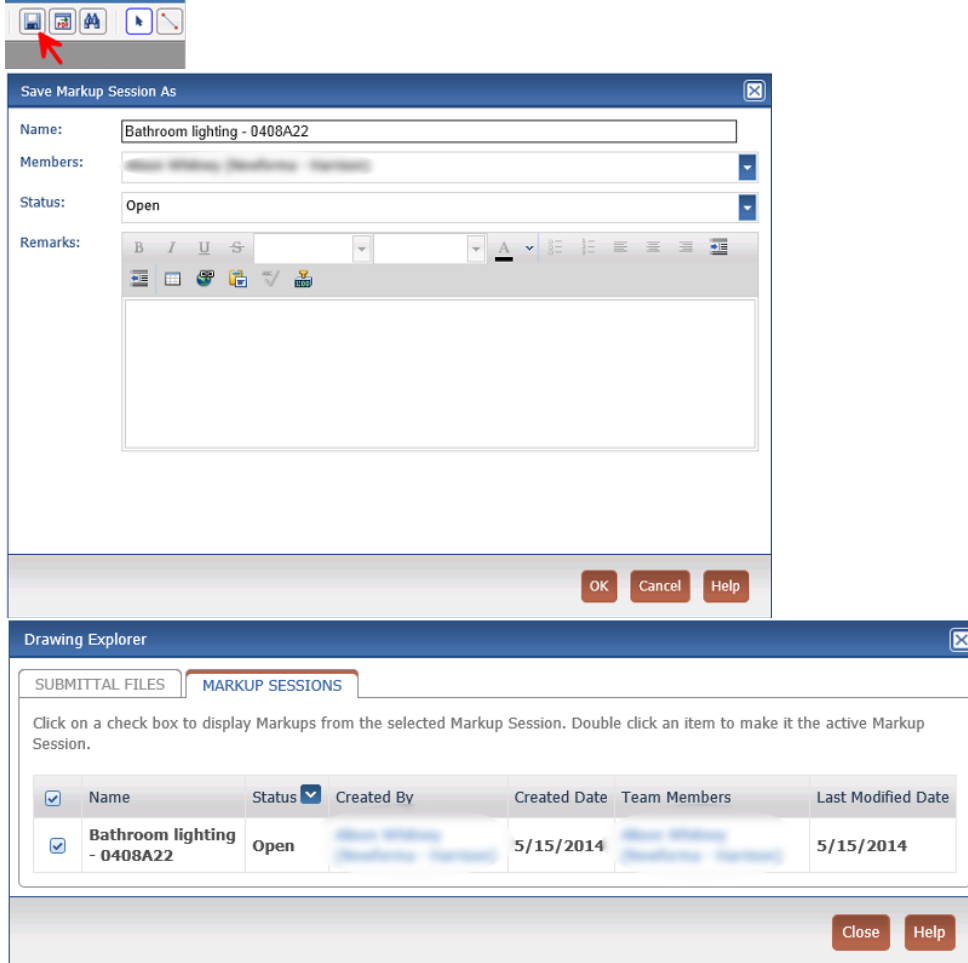 Save Markup Session As
Name:
Bathroom lighting - 0408A22
Members:
Status:
Open
Remarks:
B I U S A
OK Cancel Help
Drawing Explorer
SUBMITTAL FILES MARKUP SESSIONS
Click on a check box to display Markups from the selected Markup Session. Double click an item to make it the active Markup
Session.
Name Status Created By Created Date Team Members Last Modified Date
Bathroom lighting
- 0408A22 Open 5/15/2014 5/15/2014
Close Help